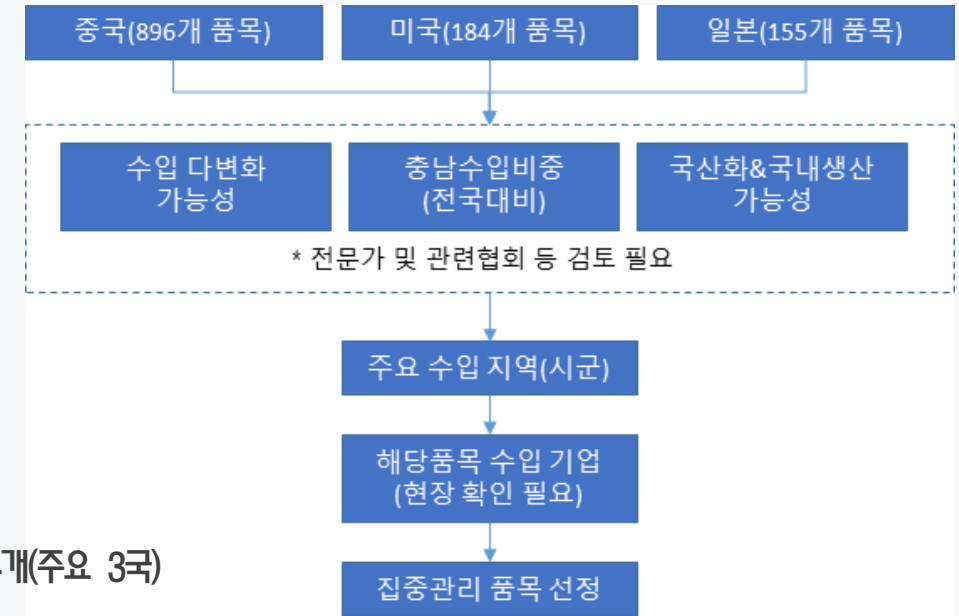 중국(896개 품목)
미국(184개 품목)
일본(155개 품목)
수입 다변화
가능성
충남수입비중
(전국대비)
국산화&국내생산
가능성
* 전문가 및 관련협회 등 검토 필요
주요 수입 지역(시군)
해당품목 수입 기업
(현장 확인 필요)
개(주요 3국)
집중관리 품목 선정